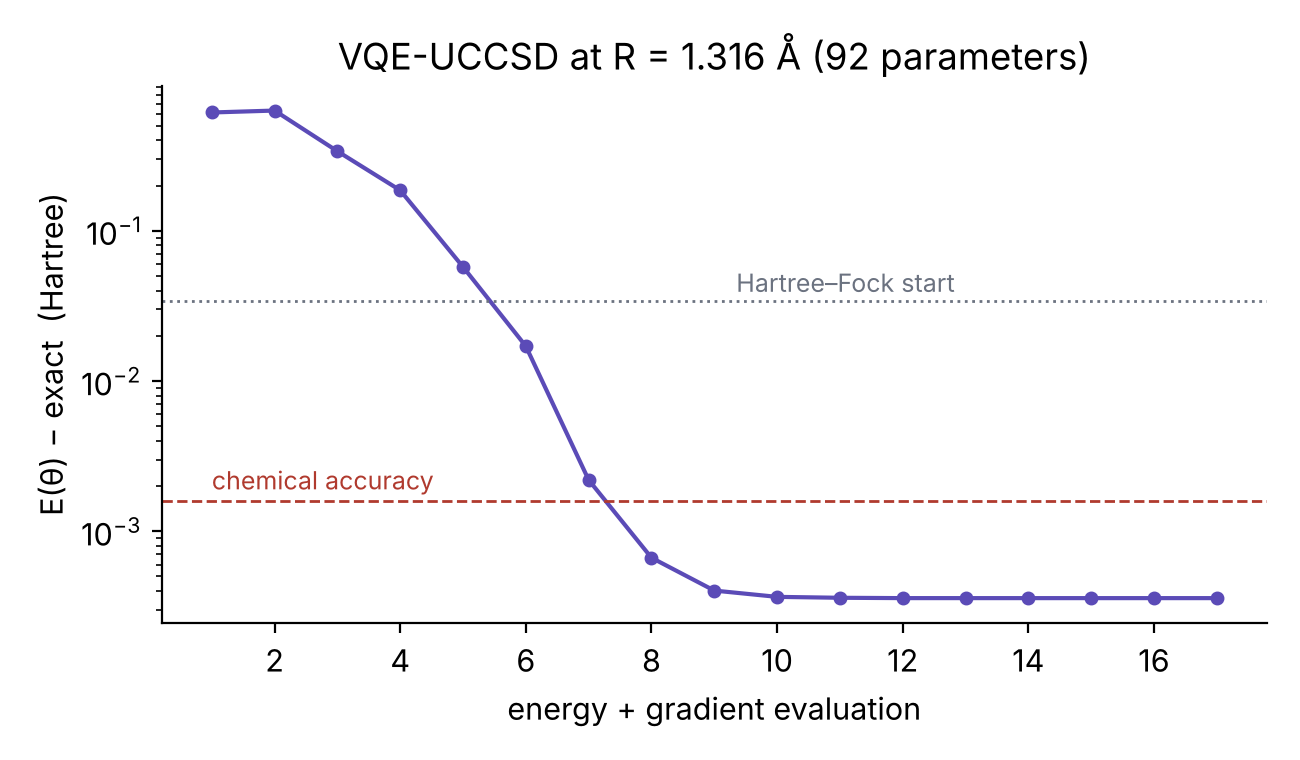 VQE-UCCSD at R = 1.316 Å (92 parameters)
E(θ) − exact (Hartree)
10⁻¹
10⁻²
10⁻³
Hartree–Fock start
chemical accuracy
2 4 6 8 10 12 14 16
energy + gradient evaluation